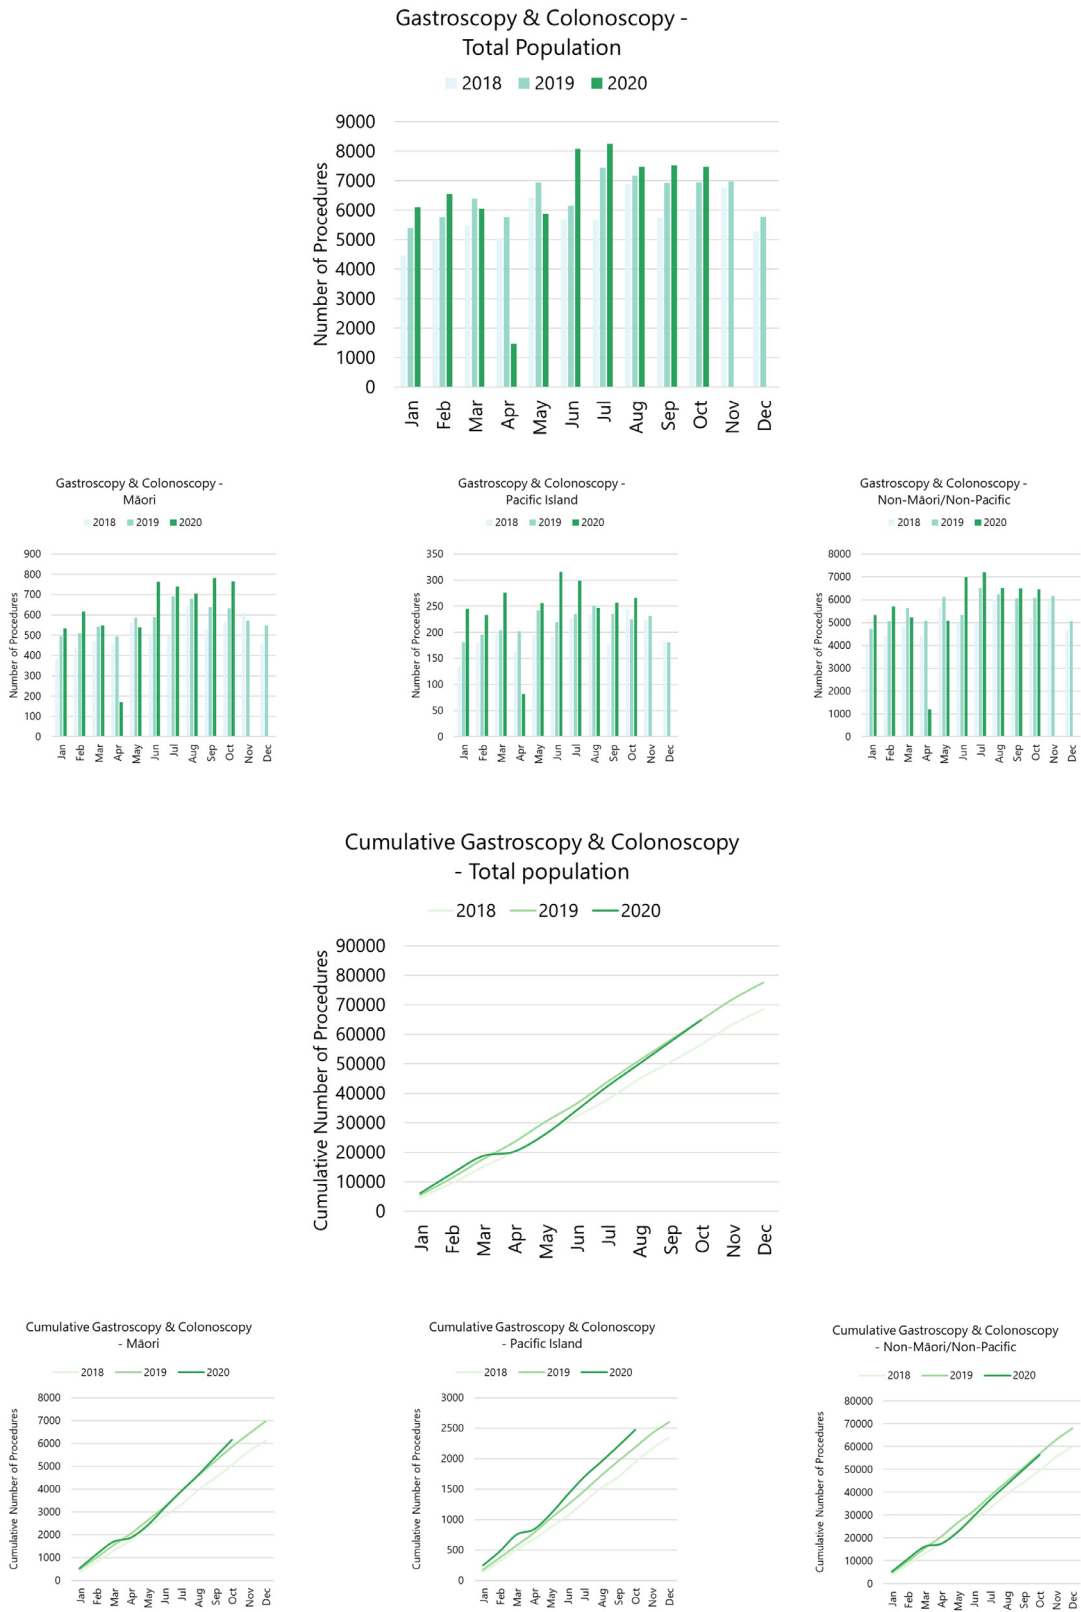 Gastroscopy & Colonoscopy -
Total Population
2018 2019 2020
9000
8000
7000
6000
5000
4000
3000
2000
1000
0
Number of Procedures
Jan Feb Mar Apr May Jun Jul Aug Sep Oct Nov Dec
Gastroscopy & Colonoscopy -
Māori
2018 2019 2020
900
800
700
600
500
400
300
200
100
0
Number of Procedures
Jan Feb Mar Apr May Jun Jul Aug Sep Oct Nov Dec
Gastroscopy & Colonoscopy -
Pacific Island
2018 2019 2020
350
300
250
200
150
100
50
0
Number of Procedures
Jan Feb Mar Apr May Jun Jul Aug Sep Oct Nov Dec
Gastroscopy & Colonoscopy -
Non-Māori/Non-Pacific
2018 2019 2020
8000
7000
6000
5000
4000
3000
2000
1000
0
Number of Procedures
Jan Feb Mar Apr May Jun Jul Aug Sep Oct Nov Dec
Cumulative Gastroscopy & Colonoscopy
- Total population
2018 2019 2020
90000
80000
70000
60000
50000
40000
30000
20000
10000
0
Cumulative Number of Procedures
Jan Feb Mar Apr May Jun Jul Aug Sep Oct Nov Dec
Cumulative Gastroscopy & Colonoscopy
- Māori
2018 2019 2020
8000
7000
6000
5000
4000
3000
2000
1000
0
Cumulative Number of Procedures
Jan Feb Mar Apr May Jun Jul Aug Sep Oct Nov Dec
Cumulative Gastroscopy & Colonoscopy
- Pacific Island
2018 2019 2020
3000
2500
2000
1500
1000
500
0
Cumulative Number of Procedures
Jan Feb Mar Apr May Jun Jul Aug Sep Oct Nov Dec
Cumulative Gastroscopy & Colonoscopy
- Non-Māori/Non-Pacific
2018 2019 2020
80000
70000
60000
50000
40000
30000
20000
10000
0
Cumulative Number of Procedures
Jan Feb Mar Apr May Jun Jul Aug Sep Oct Nov Dec